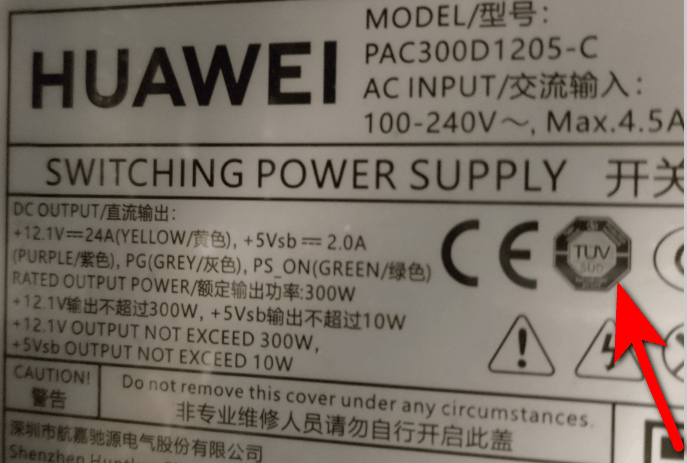 HUAWEI
MODEL/型号:
PAC300D1205-C
AC INPUT/交流输入:
100-240V～, Max.4.5A
SWITCHING POWER SUPPLY 开关
DC OUTPUT/直流输出:
+12.1V⎓24A(YELLOW/黄色), +5Vsb⎓2.0A
(PURPLE/紫色), PG(GREY/灰色), PS_ON(GREEN/绿色)
RATED OUTPUT POWER/额定输出功率:300W
+12.1V输出不超过300W, +5Vsb输出不超过10W
+12.1V OUTPUT NOT EXCEED 300W,
+5Vsb OUTPUT NOT EXCEED 10W
CE
TUV
SUD
CAUTION!
警告
Do not remove this cover under any circumstances.
非专业维修人员请勿自行开启此盖
深圳市航嘉驰源电气股份有限公司
Shenzhen